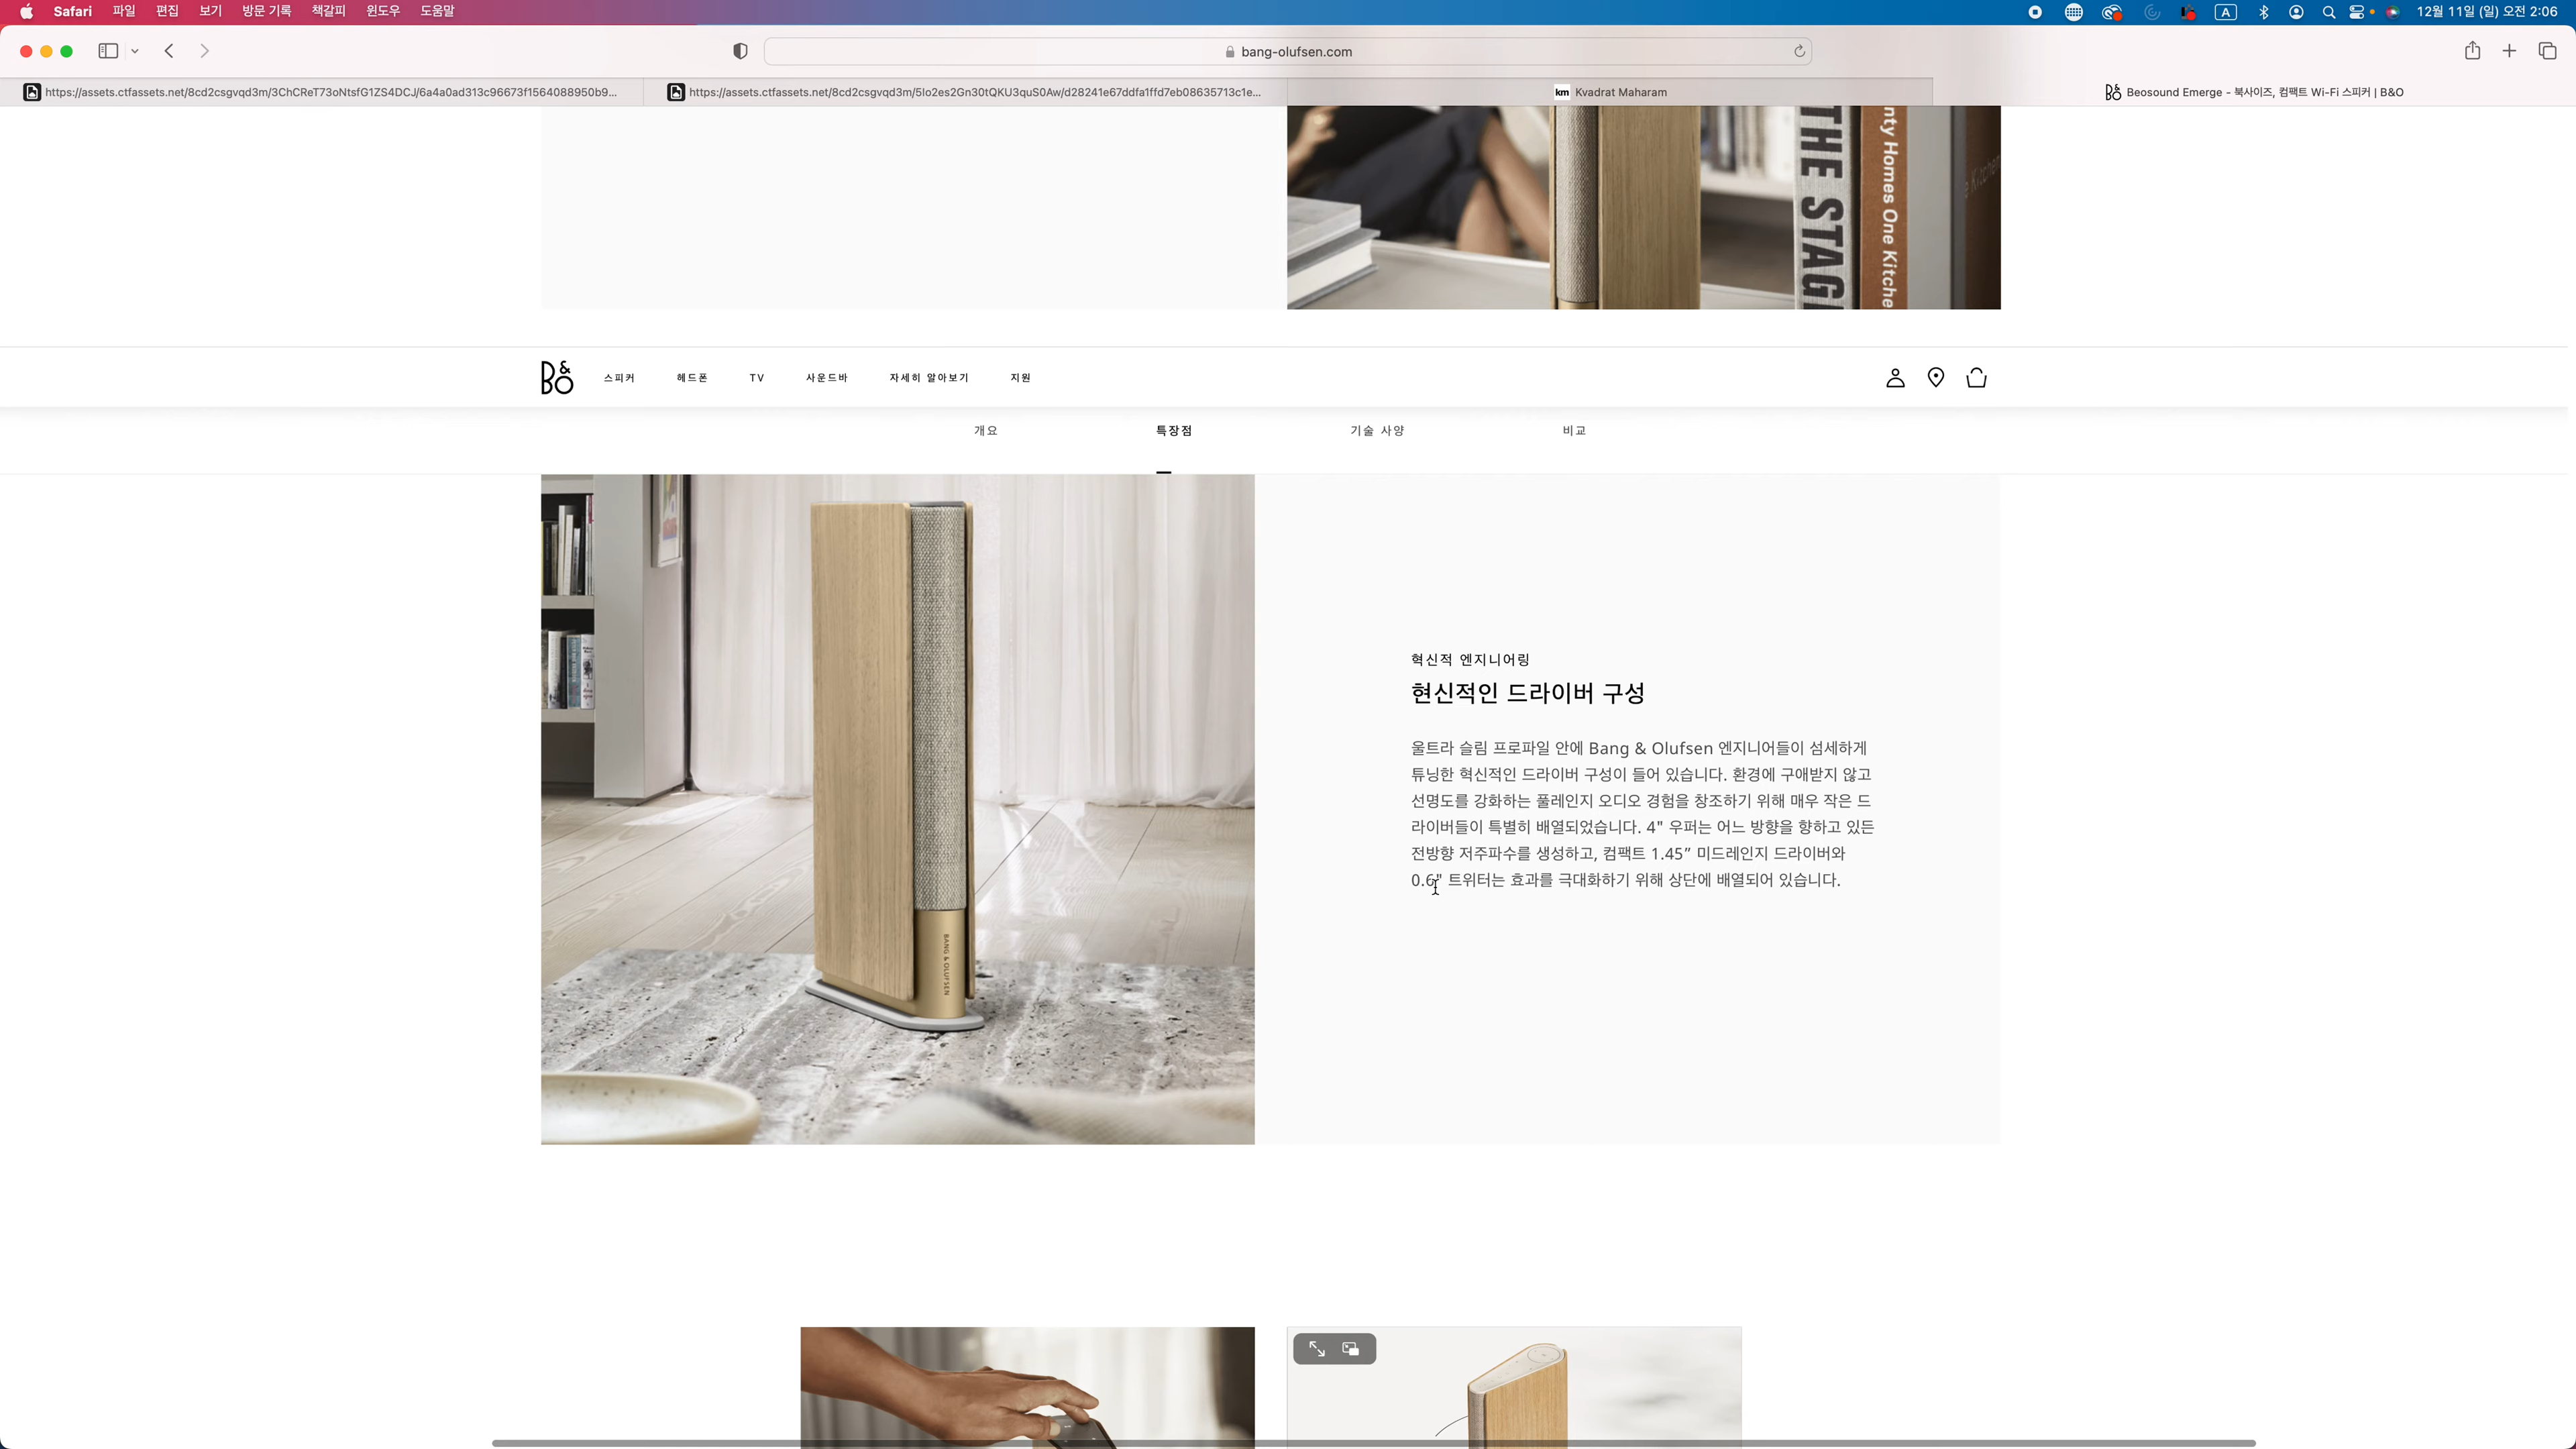 Safari 파일 편집 보기 방문 기록 책갈피 윈도우 도움말
A 12월 11일 (일) 오전 2:06
bang-olufsen.com
https://assets.ctfassets.net/8cd2csgvqd3m/3ChCReT73oNtsfG1ZS4DCJ/6a4a0ad313c96673f1564088950b9...
https://assets.ctfassets.net/8cd2csgvqd3m/5Io2es2Gn30tQKU3quS0Aw/d28241e67ddfa1ffd7eb08635713c1e...
km Kvadrat Maharam
B&O Beosound Emerge - 북사이즈, 컴팩트 Wi-Fi 스피커 | B&O
THE STAG
nty Homes One Kitche
B&O 스피커 헤드폰 TV 사운드바 자세히 알아보기 지원
개요 특장점 기술 사양 비교
혁신적 엔지니어링
현신적인 드라이버 구성
울트라 슬림 프로파일 안에 Bang & Olufsen 엔지니어들이 섬세하게
튜닝한 혁신적인 드라이버 구성이 들어 있습니다. 환경에 구애받지 않고
선명도를 강화하는 풀레인지 오디오 경험을 창조하기 위해 매우 작은 드
라이버들이 특별히 배열되었습니다. 4" 우퍼는 어느 방향을 향하고 있든
전방향 저주파수를 생성하고, 컴팩트 1.45” 미드레인지 드라이버와
0.6" 트위터는 효과를 극대화하기 위해 상단에 배열되어 있습니다.
BANG & OLUFSEN